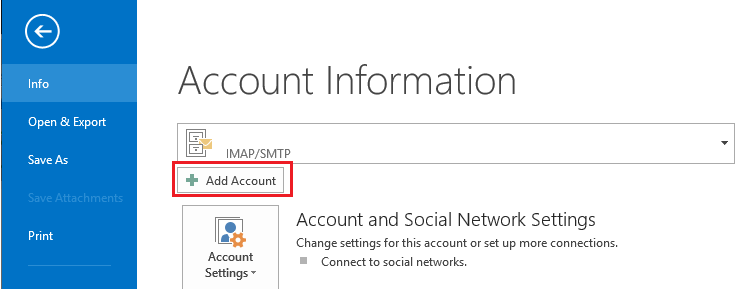 Account Information
Info
Open & Export
IMAP/SMTP
Save As
Add Account
Save Attachments
Account and Social Network Settings
Print
Change settings for this account or set up more connections.
Account
Settings
Connect to social networks.